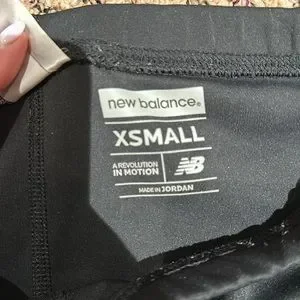 new balance®
XSMALL
A REVOLUTION
IN MOTION
NB
MADE IN JORDAN